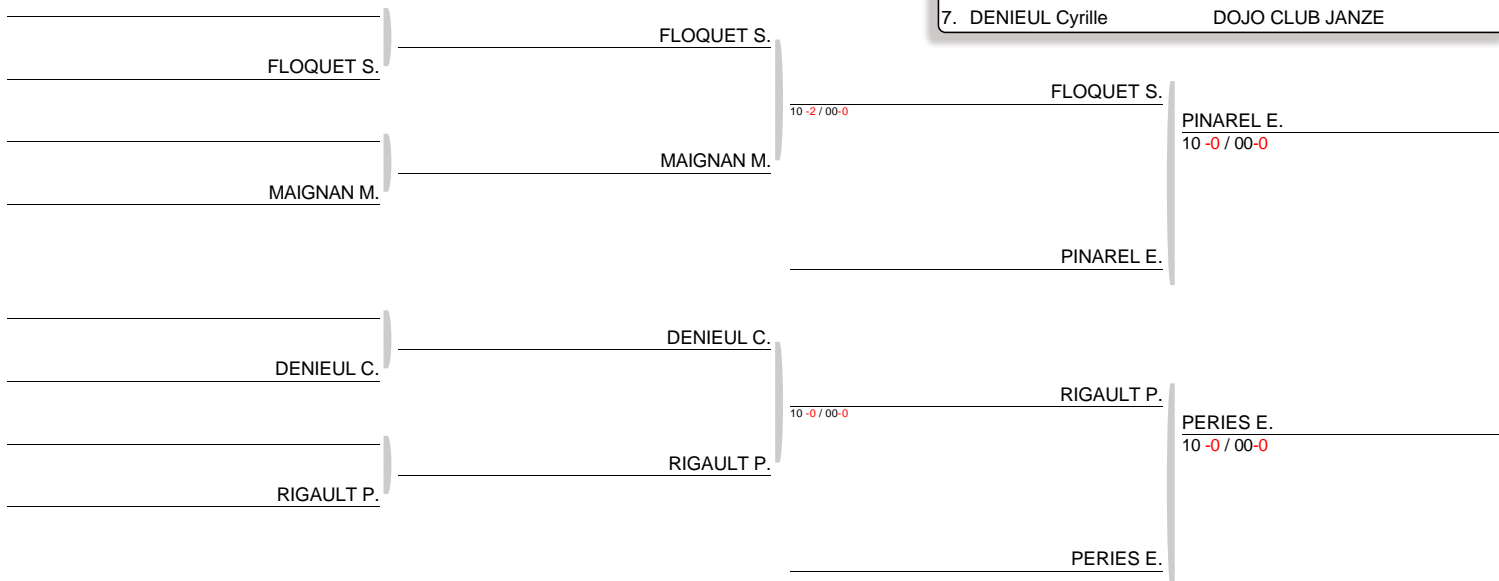 7. DENIEUL Cyrille DOJO CLUB JANZE
FLOQUET S.
FLOQUET S.
FLOQUET S.
10 -2 / 00-0
PINAREL E.
10 -0 / 00-0
MAIGNAN M.
MAIGNAN M.
PINAREL E.
DENIEUL C.
DENIEUL C.
RIGAULT P.
10 -0 / 00-0
PERIES E.
10 -0 / 00-0
RIGAULT P.
RIGAULT P.
PERIES E.